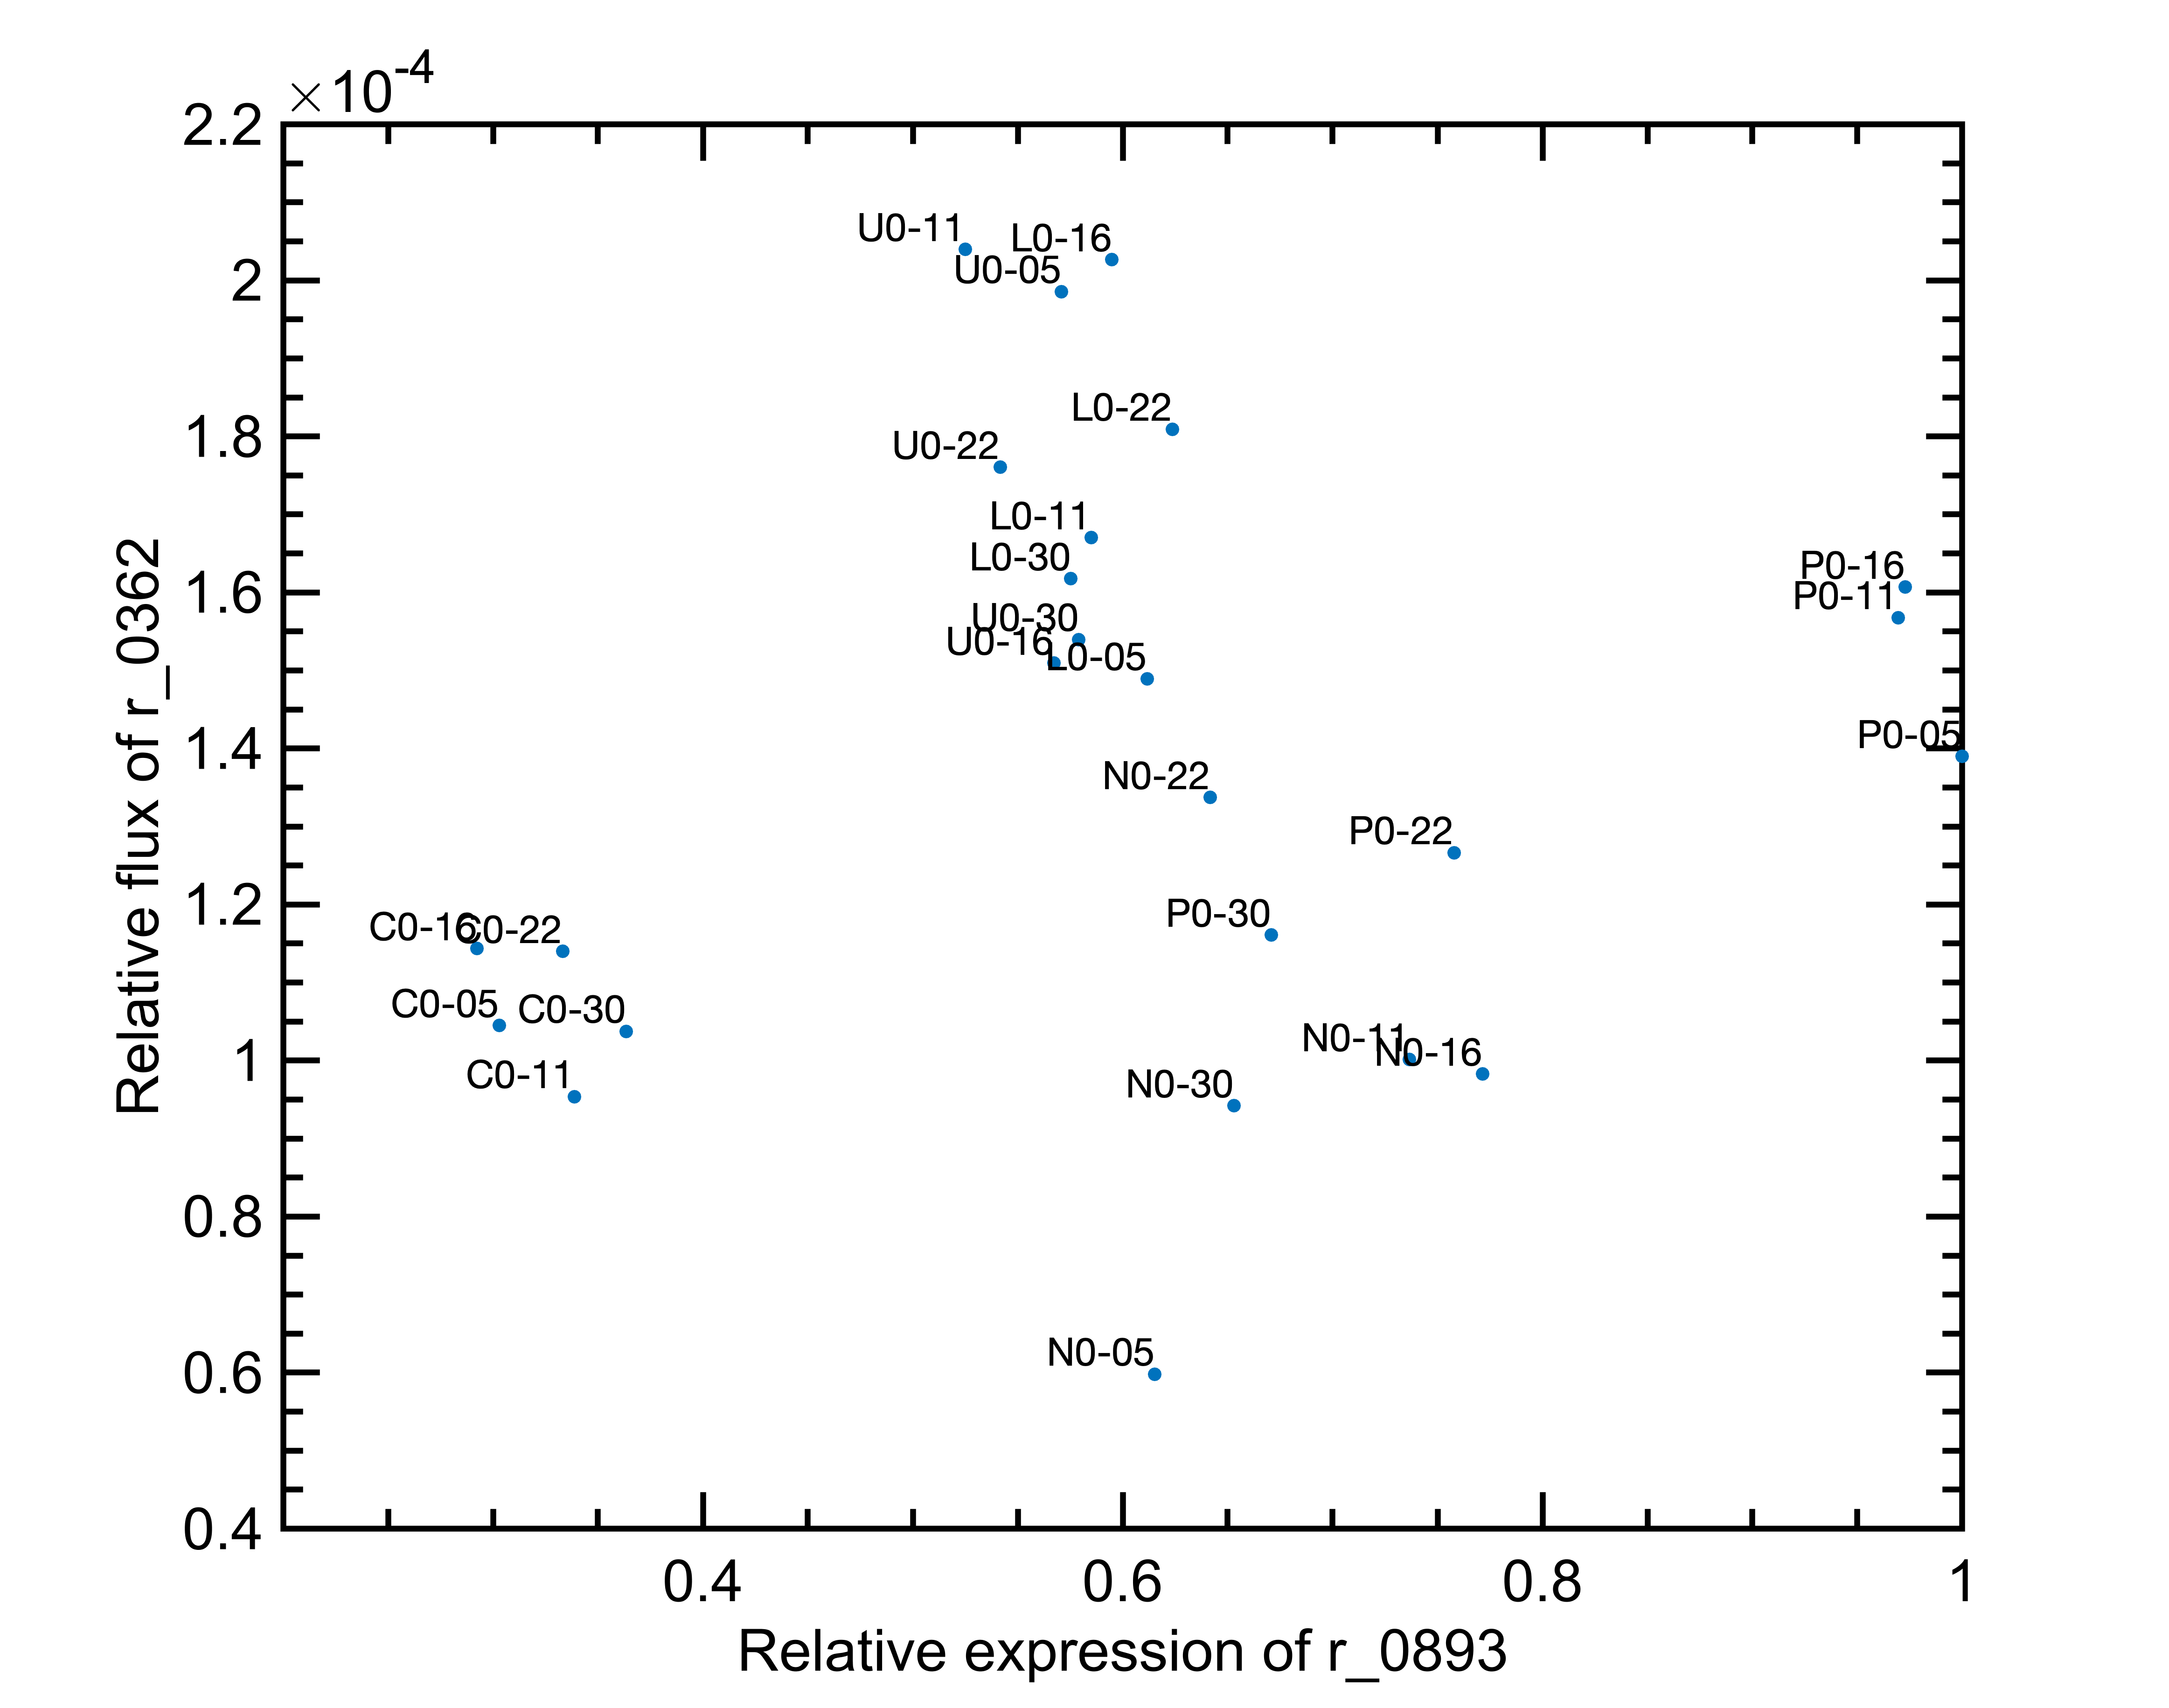 ×10-4
2.2
2
1.8
1.6
1.4
1.2
1
0.8
0.6
0.4
Relative flux of r_0362
U0-11
L0-16
U0-05
L0-22
U0-22
L0-11
L0-30
P0-16
P0-11
U0-30
U0-16
L0-05
P0-05
N0-22
P0-22
P0-30
C0-16
C0-22
C0-05
C0-30
N0-11
N0-16
C0-11
N0-30
N0-05
0.4
0.6
0.8
1
Relative expression of r_0893